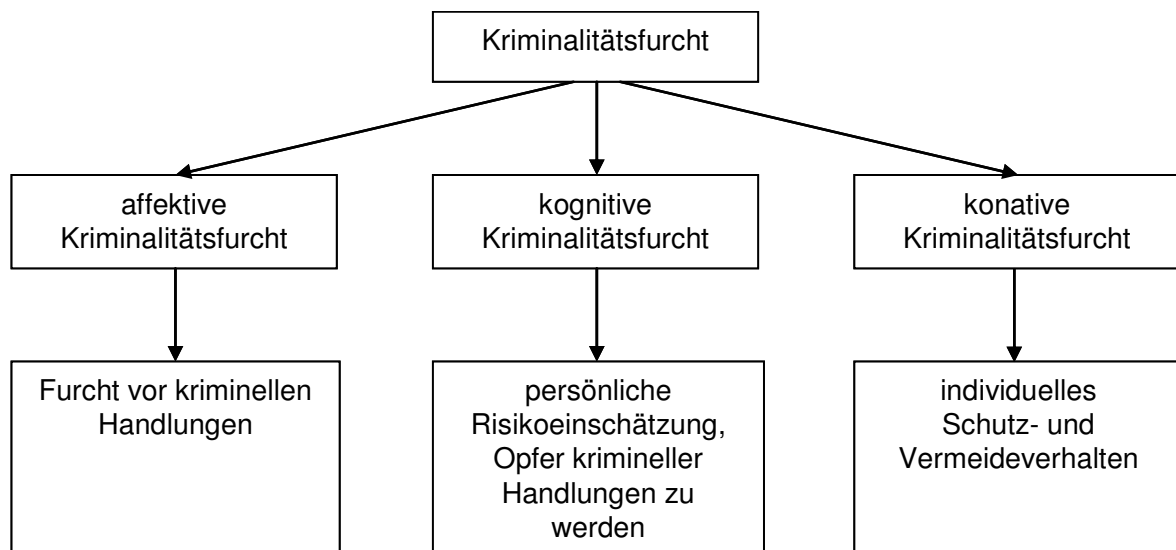 Kriminalitätsfurcht
affektive
Kriminalitätsfurcht
kognitive
Kriminalitätsfurcht
konative
Kriminalitätsfurcht
Furcht vor kriminellen
Handlungen
persönliche
Risikoeinschätzung,
Opfer krimineller
Handlungen zu
werden
individuelles
Schutz- und
Vermeideverhalten